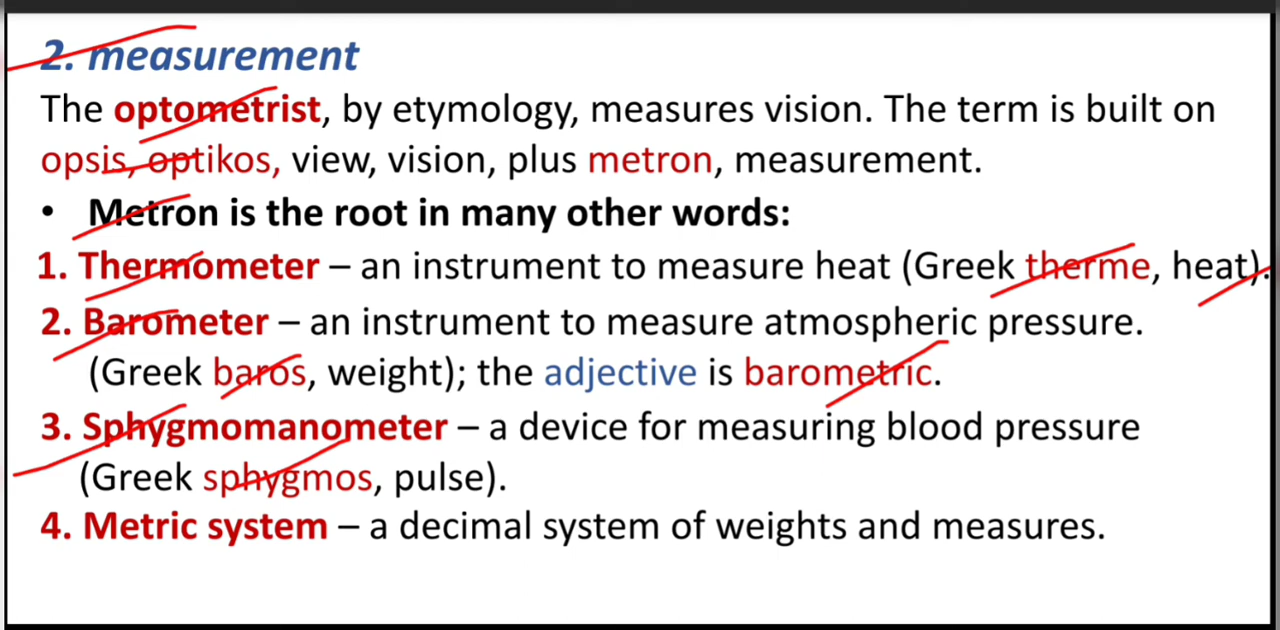 2. measurement
The optometrist, by etymology, measures vision. The term is built on
opsis, optikos, view, vision, plus metron, measurement.
• Metron is the root in many other words:
1. Thermometer – an instrument to measure heat (Greek therme, heat).
2. Barometer – an instrument to measure atmospheric pressure.
(Greek baros, weight); the adjective is barometric.
3. Sphygmomanometer – a device for measuring blood pressure
(Greek sphygmos, pulse).
4. Metric system – a decimal system of weights and measures.